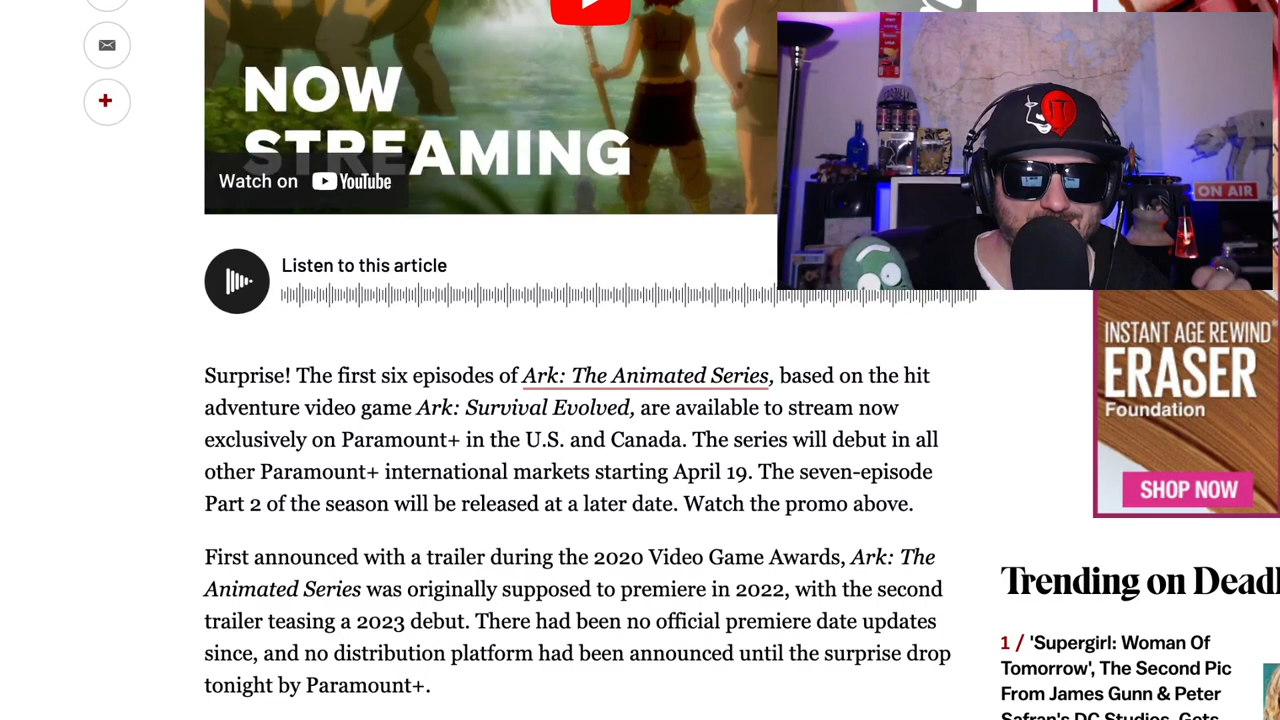 NOW
STREAMING
Watch on YouTube
IT
ON AIR
Listen to this article
Surprise! The first six episodes of Ark: The Animated Series, based on the hit
adventure video game Ark: Survival Evolved, are available to stream now
exclusively on Paramount+ in the U.S. and Canada. The series will debut in all
other Paramount+ international markets starting April 19. The seven-episode
Part 2 of the season will be released at a later date. Watch the promo above.
First announced with a trailer during the 2020 Video Game Awards, Ark: The
Animated Series was originally supposed to premiere in 2022, with the second
trailer teasing a 2023 debut. There had been no official premiere date updates
since, and no distribution platform had been announced until the surprise drop
tonight by Paramount+.
INSTANT AGE REWIND
ERASER
Foundation
SHOP NOW
Trending on Deadl
1 / 'Supergirl: Woman Of
Tomorrow', The Second Pic
From James Gunn & Peter
Safran's DC Studios, Gets